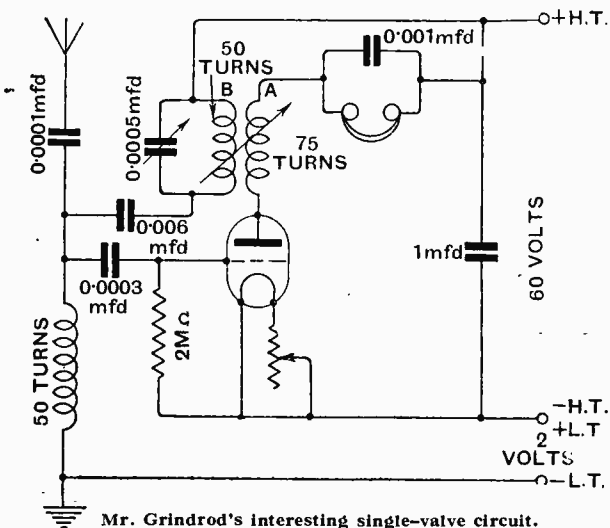 +H.T.
0·001mfd
50
TURNS
B
A
0·0001mfd
0·0005mfd
75
TURNS
0·006
mfd
0·0003
mfd
1mfd
60 VOLTS
2MΩ
50 TURNS
-H.T.
+L.T
2
VOLTS
-L.T.
Mr. Grindrod's interesting single-valve circuit.